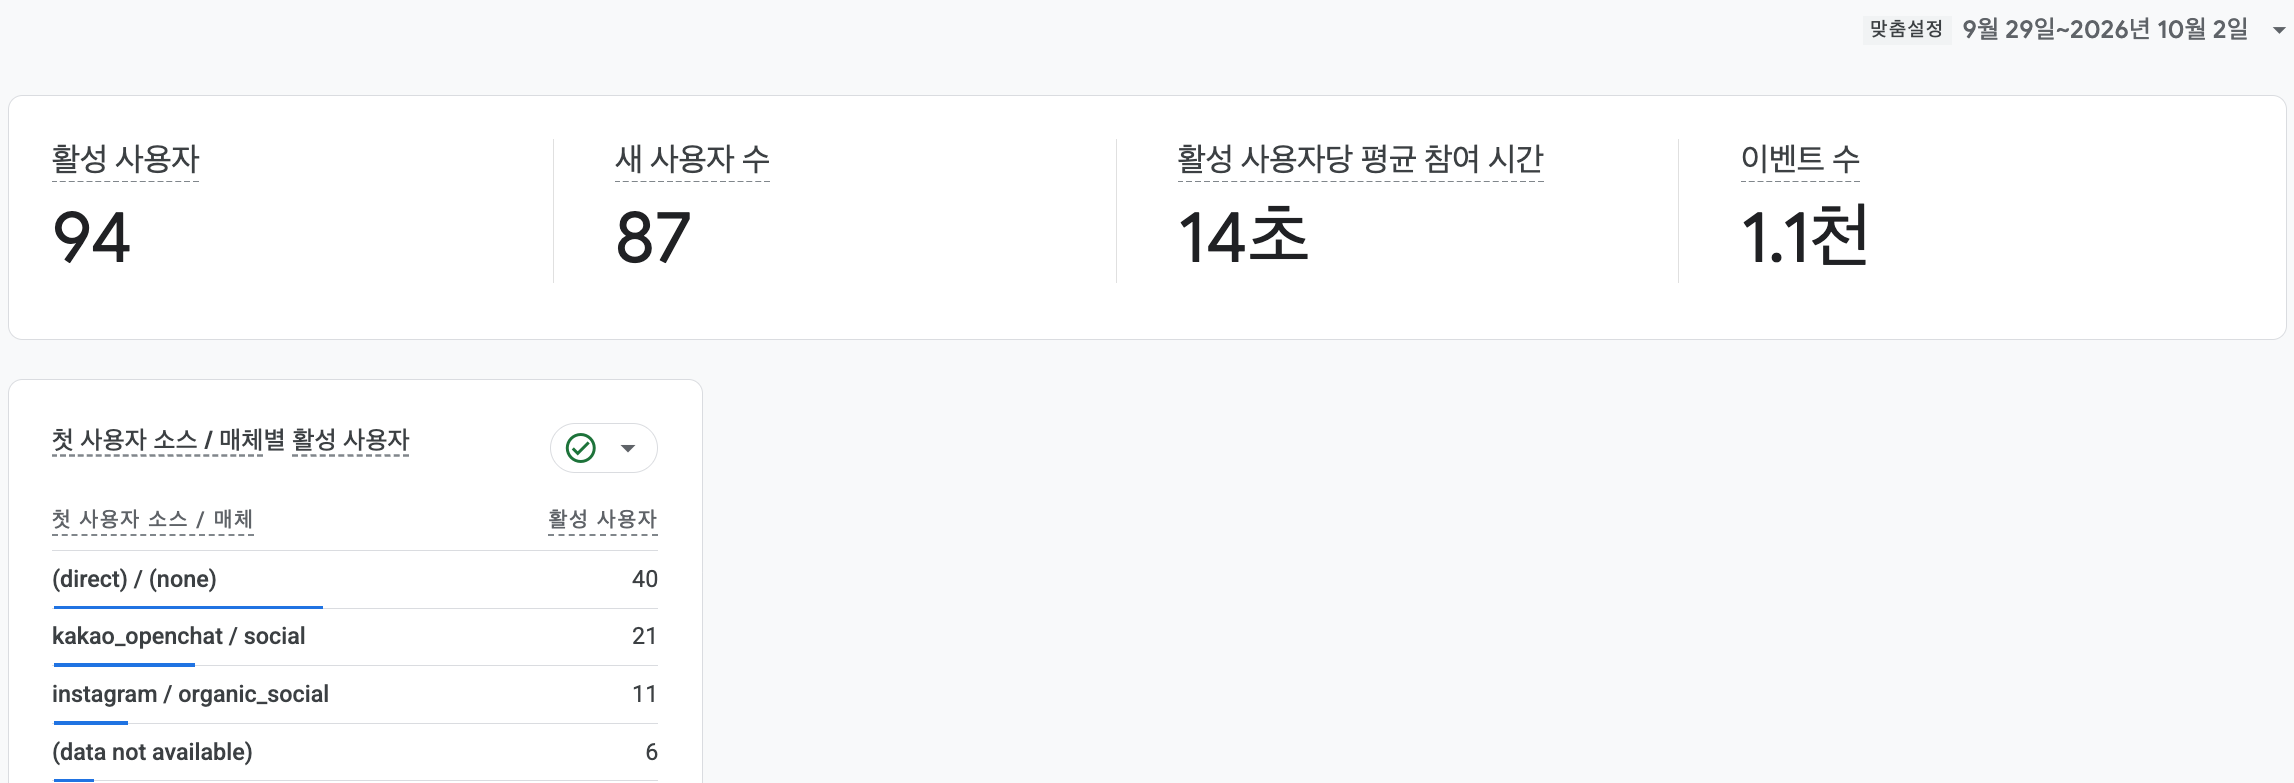 맞춤설정 9월 29일~2026년 10월 2일
활성 사용자
94
새 사용자 수
87
활성 사용자당 평균 참여 시간
14초
이벤트 수
1.1천
첫 사용자 소스 / 매체별 활성 사용자
첫 사용자 소스 / 매체 활성 사용자
(direct) / (none) 40
kakao_openchat / social 21
instagram / organic_social 11
(data not available) 6